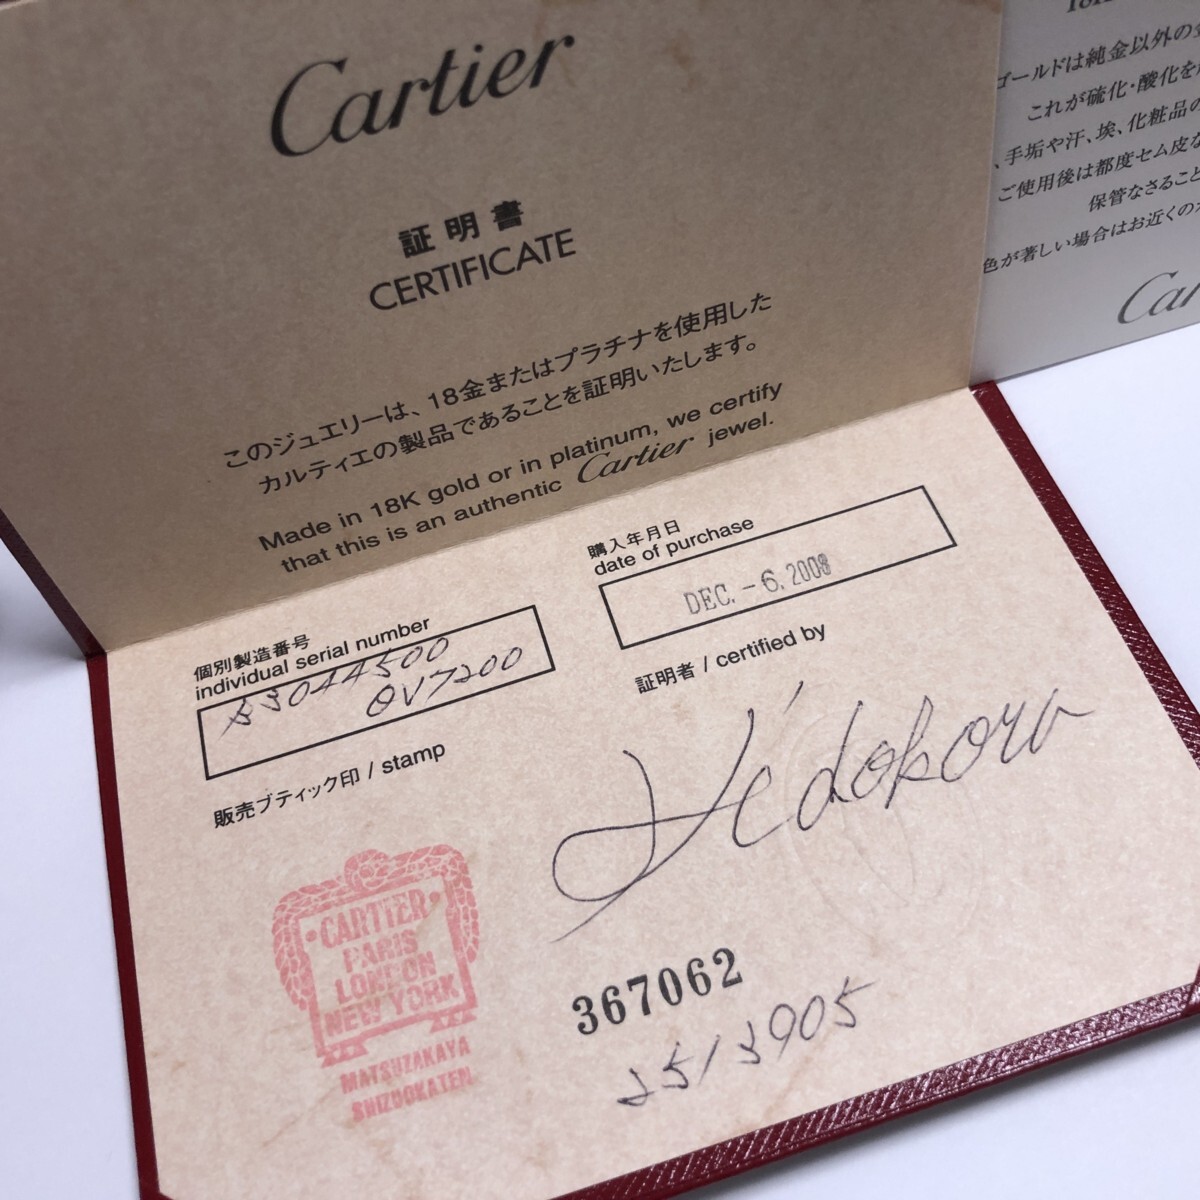 Cartier
証明書
CERTIFICATE
このジュエリーは、18金またはプラチナを使用した
カルティエの製品であることを証明いたします。
Made in 18K gold or in platinum, we certify
that this is an authentic Cartier jewel.
個別製造番号
individual serial number
B3044500
QV7200
購入年月日
date of purchase
DEC. -6. 2008
証明者 / certified by
販売ブティック印 / stamp
CARTIER
PARIS
LONDON
NEW YORK
MATSUZAKAYA
SHIZUOKATEN
367062
2513905
ゴールドは純金以外の
これが硫化・酸化を
、手垢や汗、埃、化粧品の
ご使用後は都度セム皮な
保管なさること
色が著しい場合はお近くの
Car